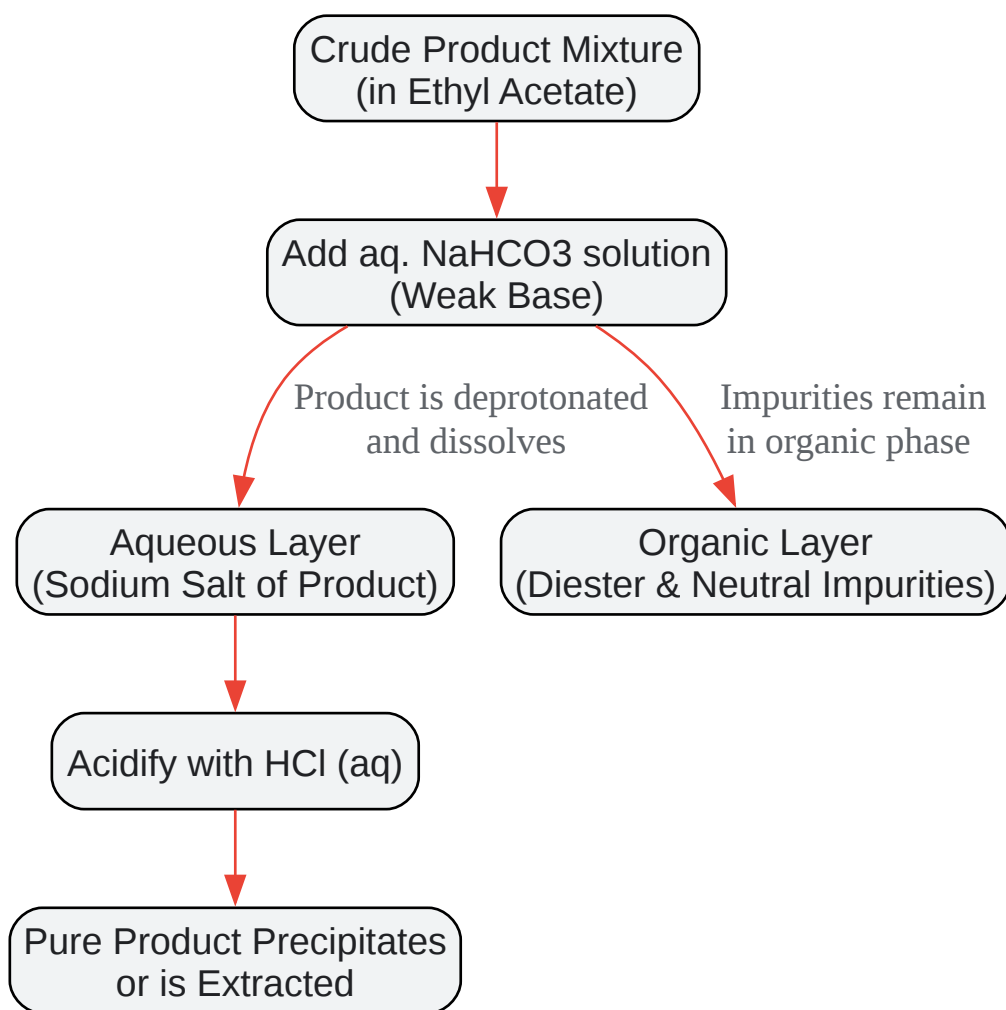 Crude Product Mixture
(in Ethyl Acetate)
Add aq. NaHCO3 solution
(Weak Base)
Product is deprotonated
and dissolves
Impurities remain
in organic phase
Aqueous Layer
(Sodium Salt of Product)
Organic Layer
(Diester & Neutral Impurities)
Acidify with HCl (aq)
Pure Product Precipitates
or is Extracted